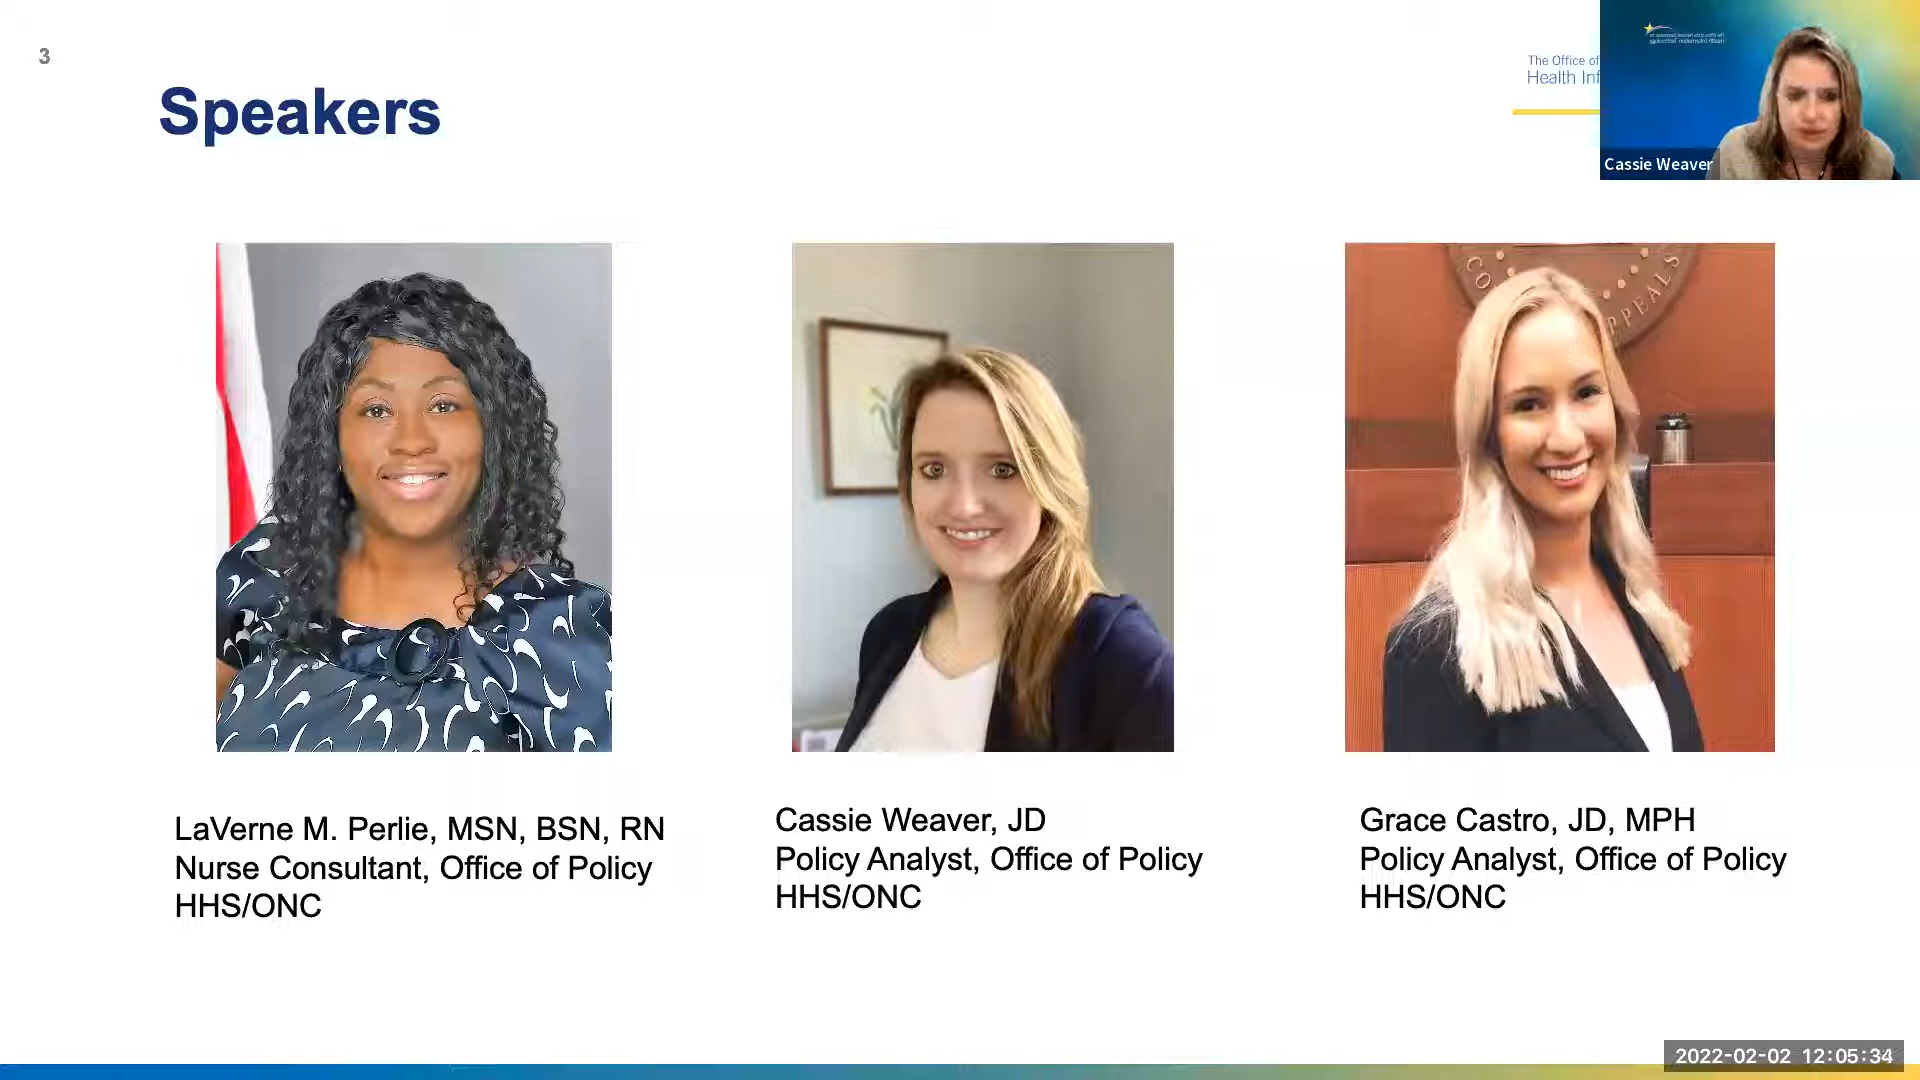 3
Speakers
The Office of
Health Inf
Cassie Weaver
APPEALS
LaVerne M. Perlie, MSN, BSN, RN
Nurse Consultant, Office of Policy
HHS/ONC
Cassie Weaver, JD
Policy Analyst, Office of Policy
HHS/ONC
Grace Castro, JD, MPH
Policy Analyst, Office of Policy
HHS/ONC
2022-02-02 12:05:34